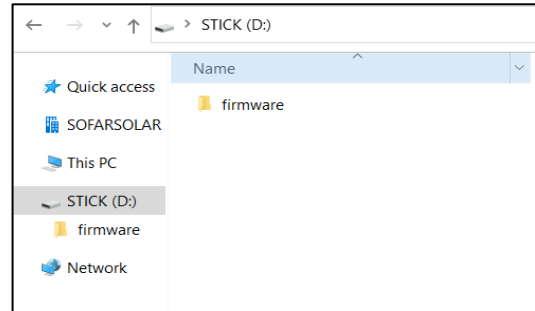 STICK (D:)
Name
Quick access
firmware
SOFARSOLAR
This PC
STICK (D:)
firmware
Network